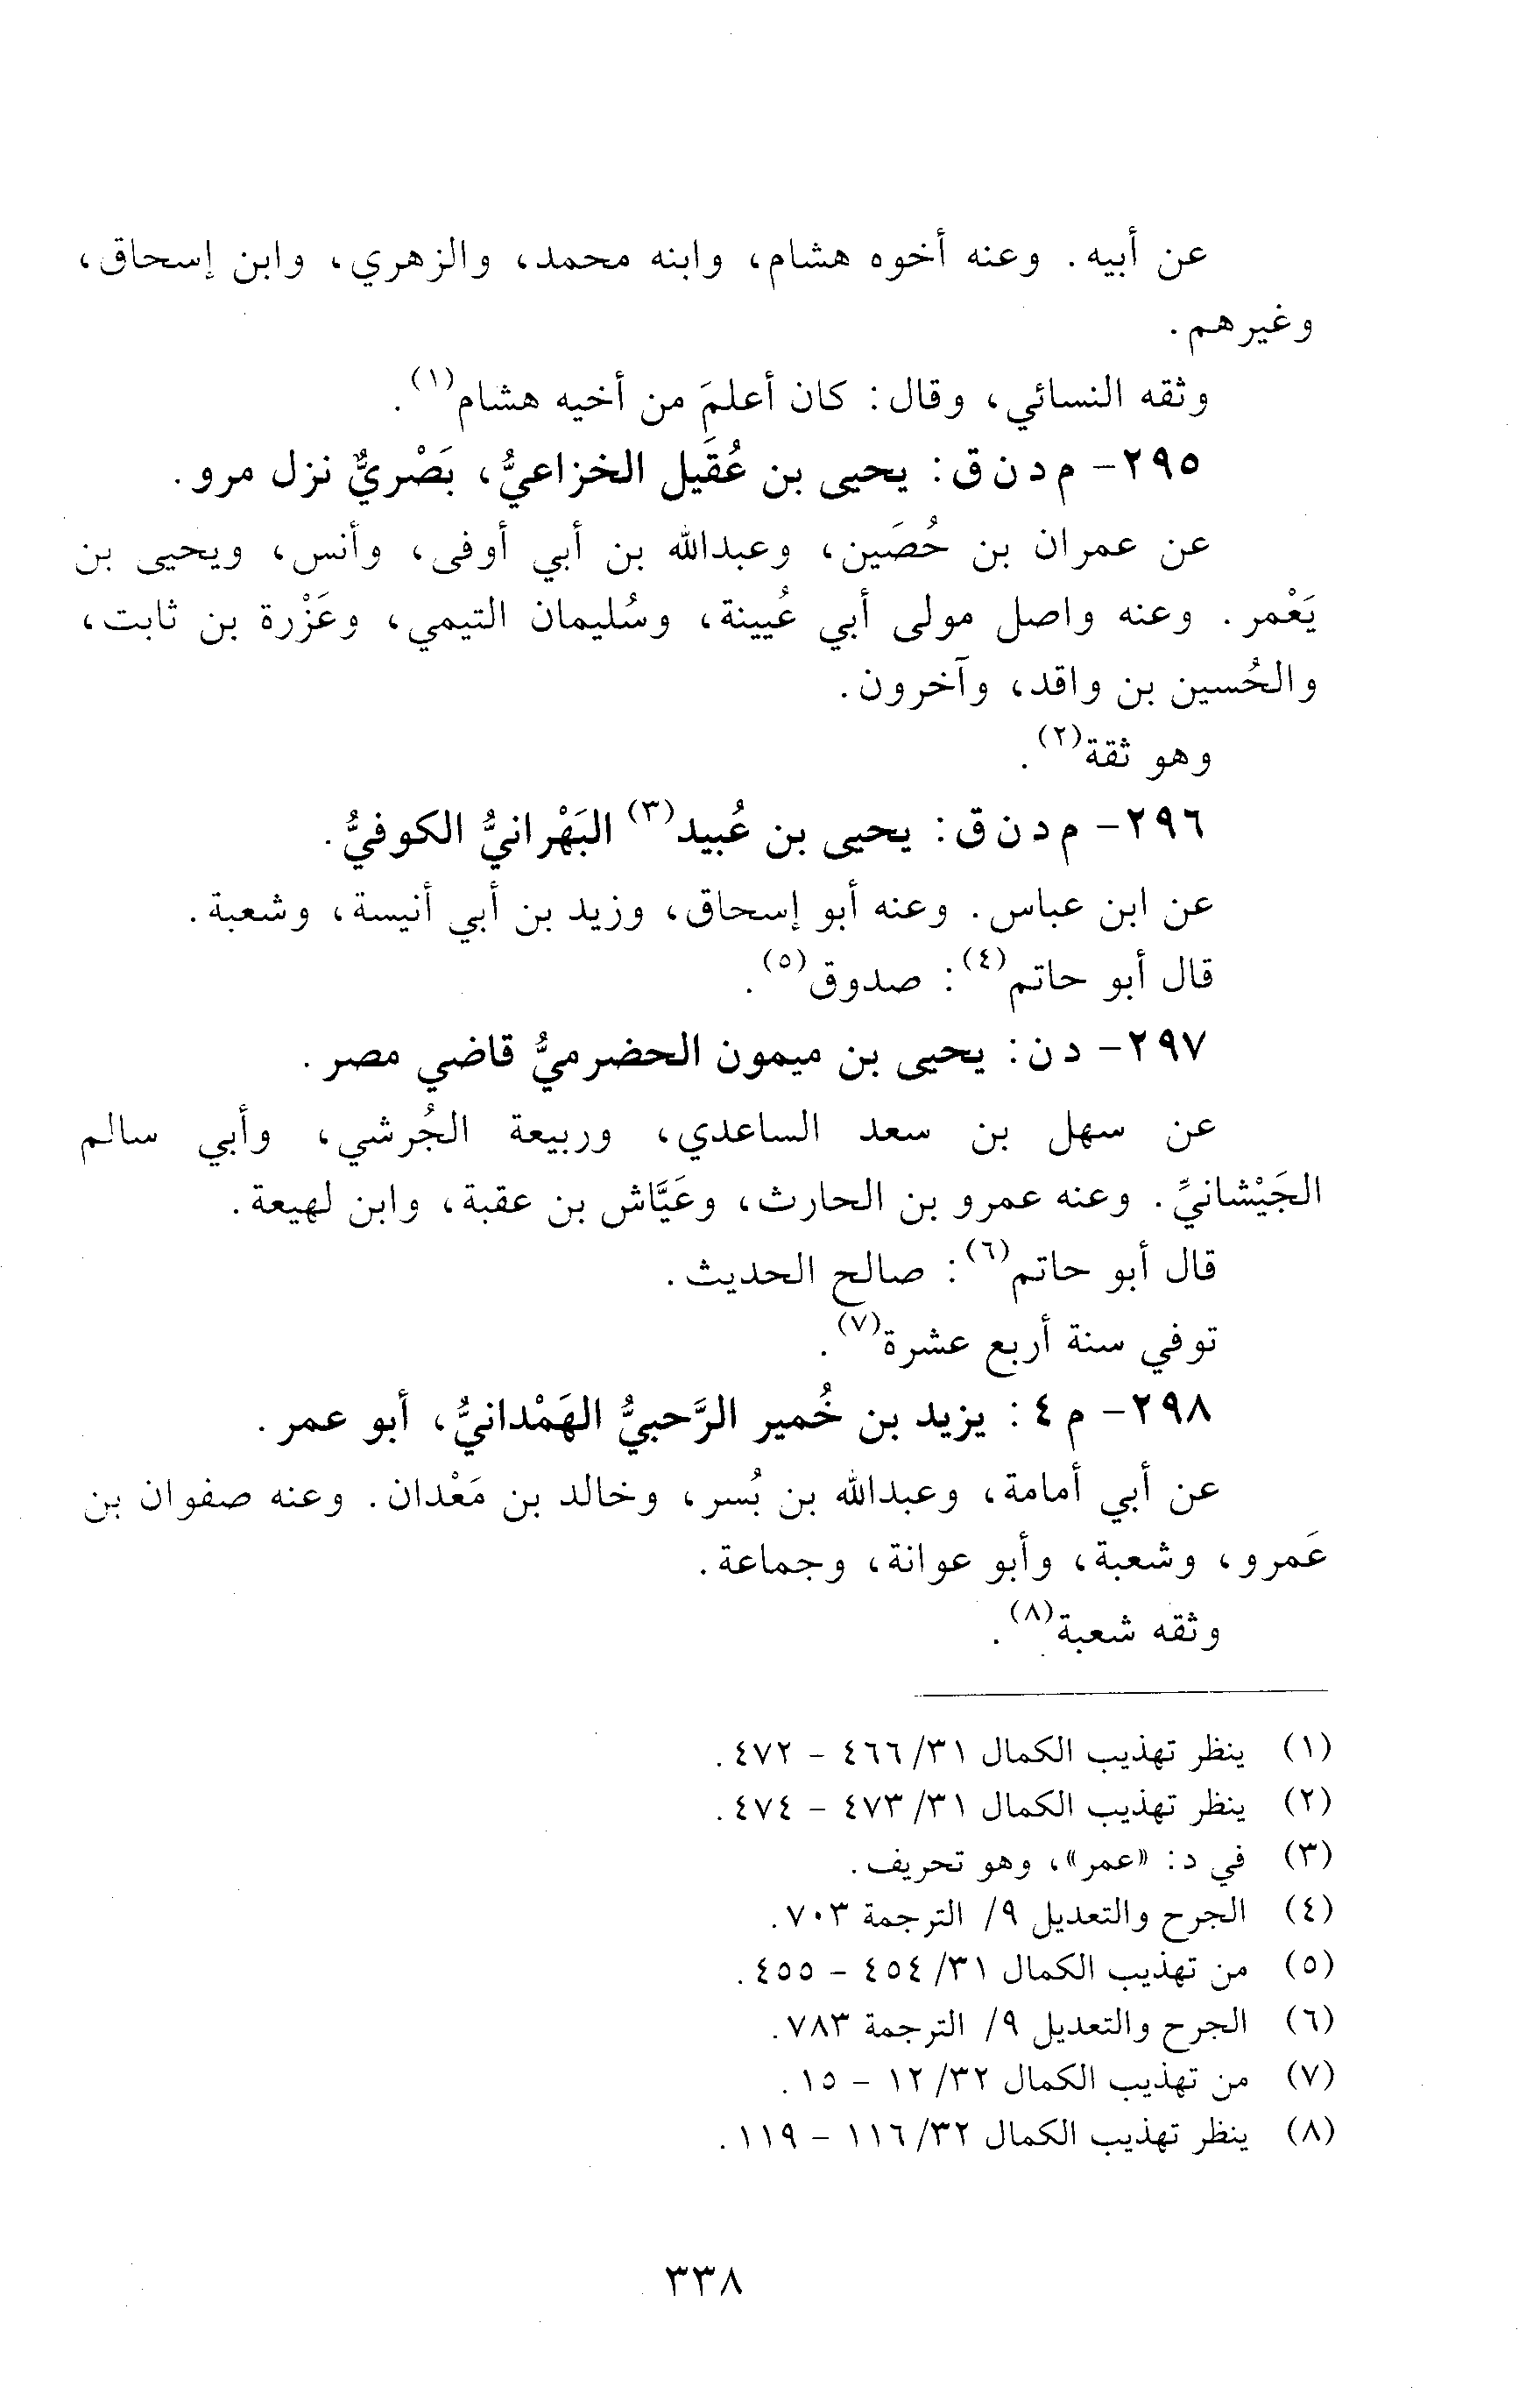 عن أبيه. وعنه أخوه هشام، وابنه محمد، والزهري، وابن إسحاق،
وغيرهم.
وثقه النسائي، وقال: كان أعلمَ من أخيه هشام(١).
٢٩٥- م د ن ق: يحيى بن عُقَيل الخزاعيُّ، بَصْريٌّ نزل مرو.
عن عمران بن حُصَين، وعبدالله بن أبي أوفى، وأنس، ويحيى بن
يَعْمر. وعنه واصل مولى أبي عُيينة، وسُليمان التيمي، وعَزْرة بن ثابت،
والحُسين بن واقد، وآخرون.
وهو ثقة(٢).
٢٩٦- م د ن ق: يحيى بن عُبيد(٣) البَهْرانيُّ الكوفيُّ.
عن ابن عباس. وعنه أبو إسحاق، وزيد بن أبي أنيسة، وشعبة.
قال أبو حاتم(٤): صدوق(٥).
٢٩٧- د ن: يحيى بن ميمون الحضرميُّ قاضي مصر.
عن سهل بن سعد الساعدي، وربيعة الجُرشي، وأبي سالم
الجَيْشانيِّ. وعنه عمرو بن الحارث، وعَيَّاش بن عقبة، وابن لهيعة.
قال أبو حاتم(٦): صالح الحديث.
توفي سنة أربع عشرة(٧).
٢٩٨- م ٤: يزيد بن خُمير الرَّحبيُّ الهَمْدانيُّ، أبو عمر.
عن أبي أمامة، وعبدالله بن بُسر، وخالد بن مَعْدان. وعنه صفوان بن
عَمرو، وشعبة، وأبو عوانة، وجماعة.
وثقه شعبة(٨).
(١) ينظر تهذيب الكمال ٣١/ ٤٦٦ - ٤٧٢.
(٢) ينظر تهذيب الكمال ٣١/ ٤٧٣ - ٤٧٤.
(٣) في د: «عمر»، وهو تحريف.
(٤) الجرح والتعديل ٩/ الترجمة ٧٠٣.
(٥) من تهذيب الكمال ٣١/ ٤٥٤ - ٤٥٥.
(٦) الجرح والتعديل ٩/ الترجمة ٧٨٣.
(٧) من تهذيب الكمال ٣٢/ ١٢ - ١٥.
(٨) ينظر تهذيب الكمال ٣٢/ ١١٦ - ١١٩.
٣٣٨